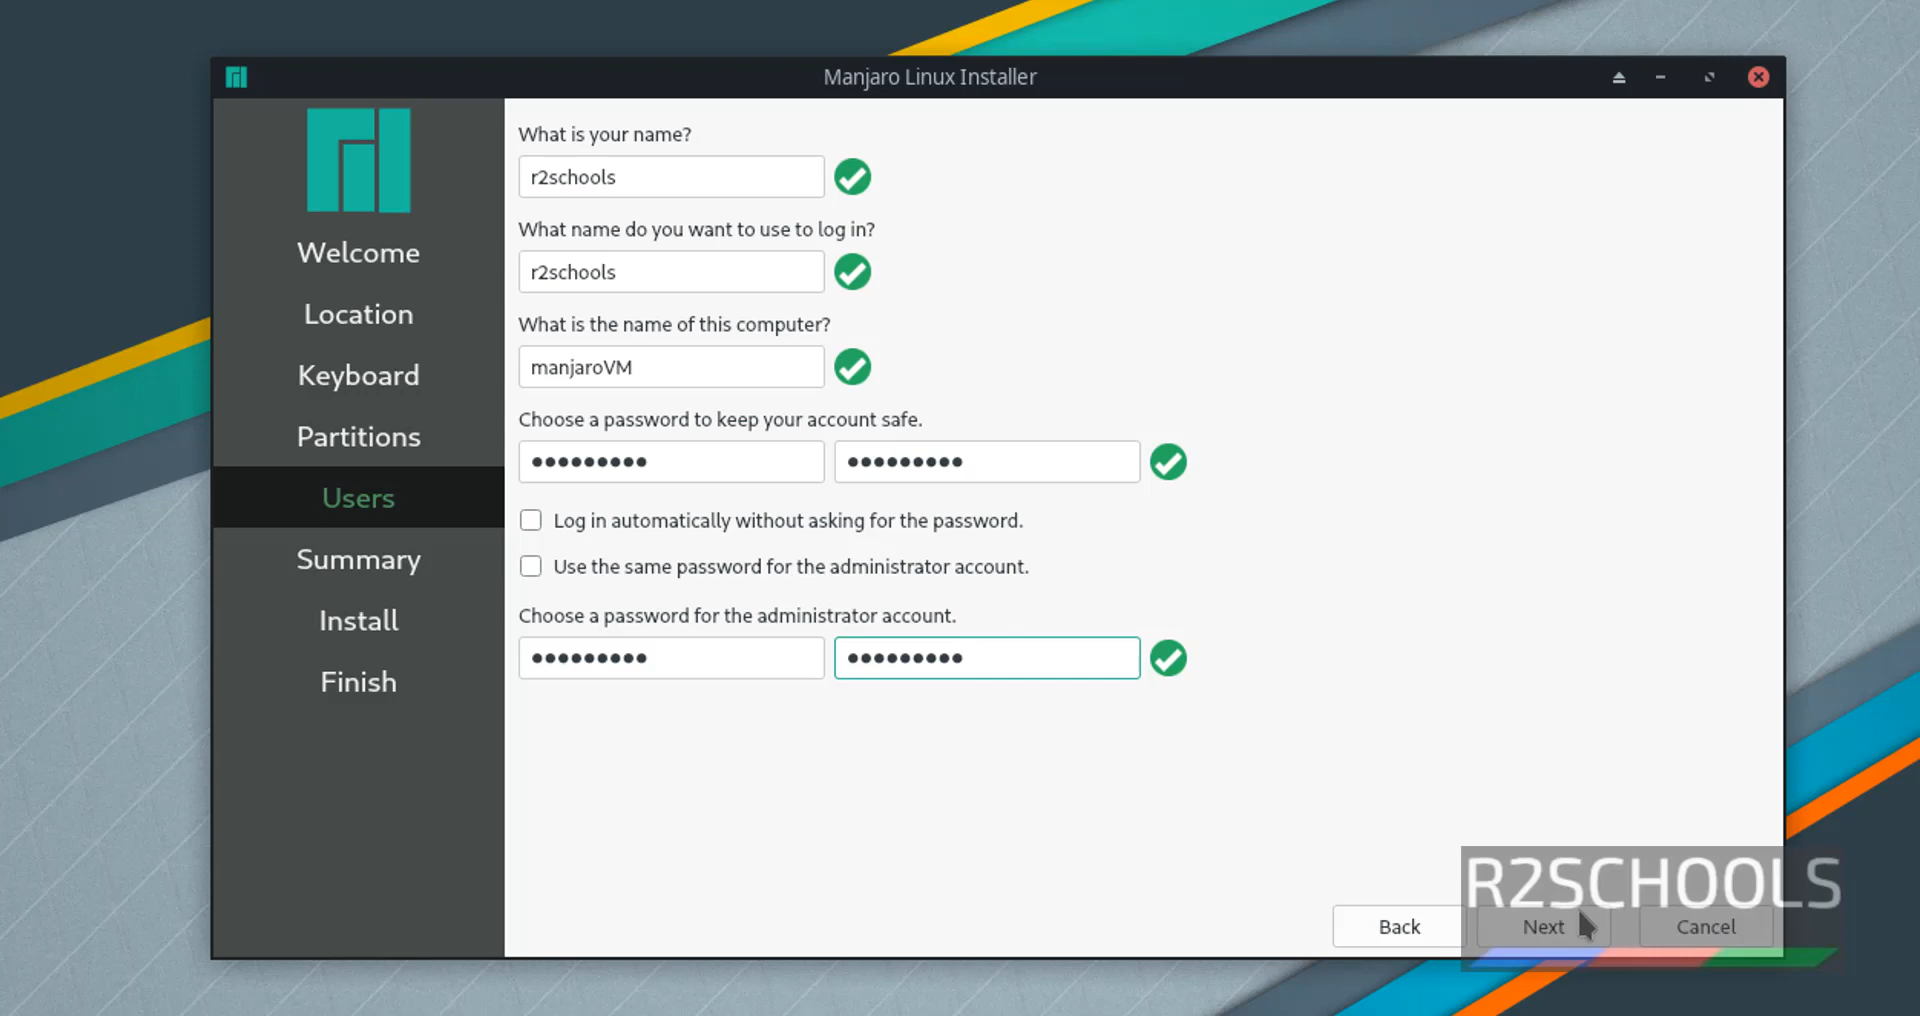 Manjaro Linux Installer
Welcome
Location
Keyboard
Partitions
Users
Summary
Install
Finish
What is your name?
r2schools
What name do you want to use to log in?
r2schools
What is the name of this computer?
manjaroVM
Choose a password to keep your account safe.
●●●●●●●●● ●●●●●●●●●
Log in automatically without asking for the password.
Use the same password for the administrator account.
Choose a password for the administrator account.
●●●●●●●●● ●●●●●●●●●
R2SCHOOLS
Back Next Cancel